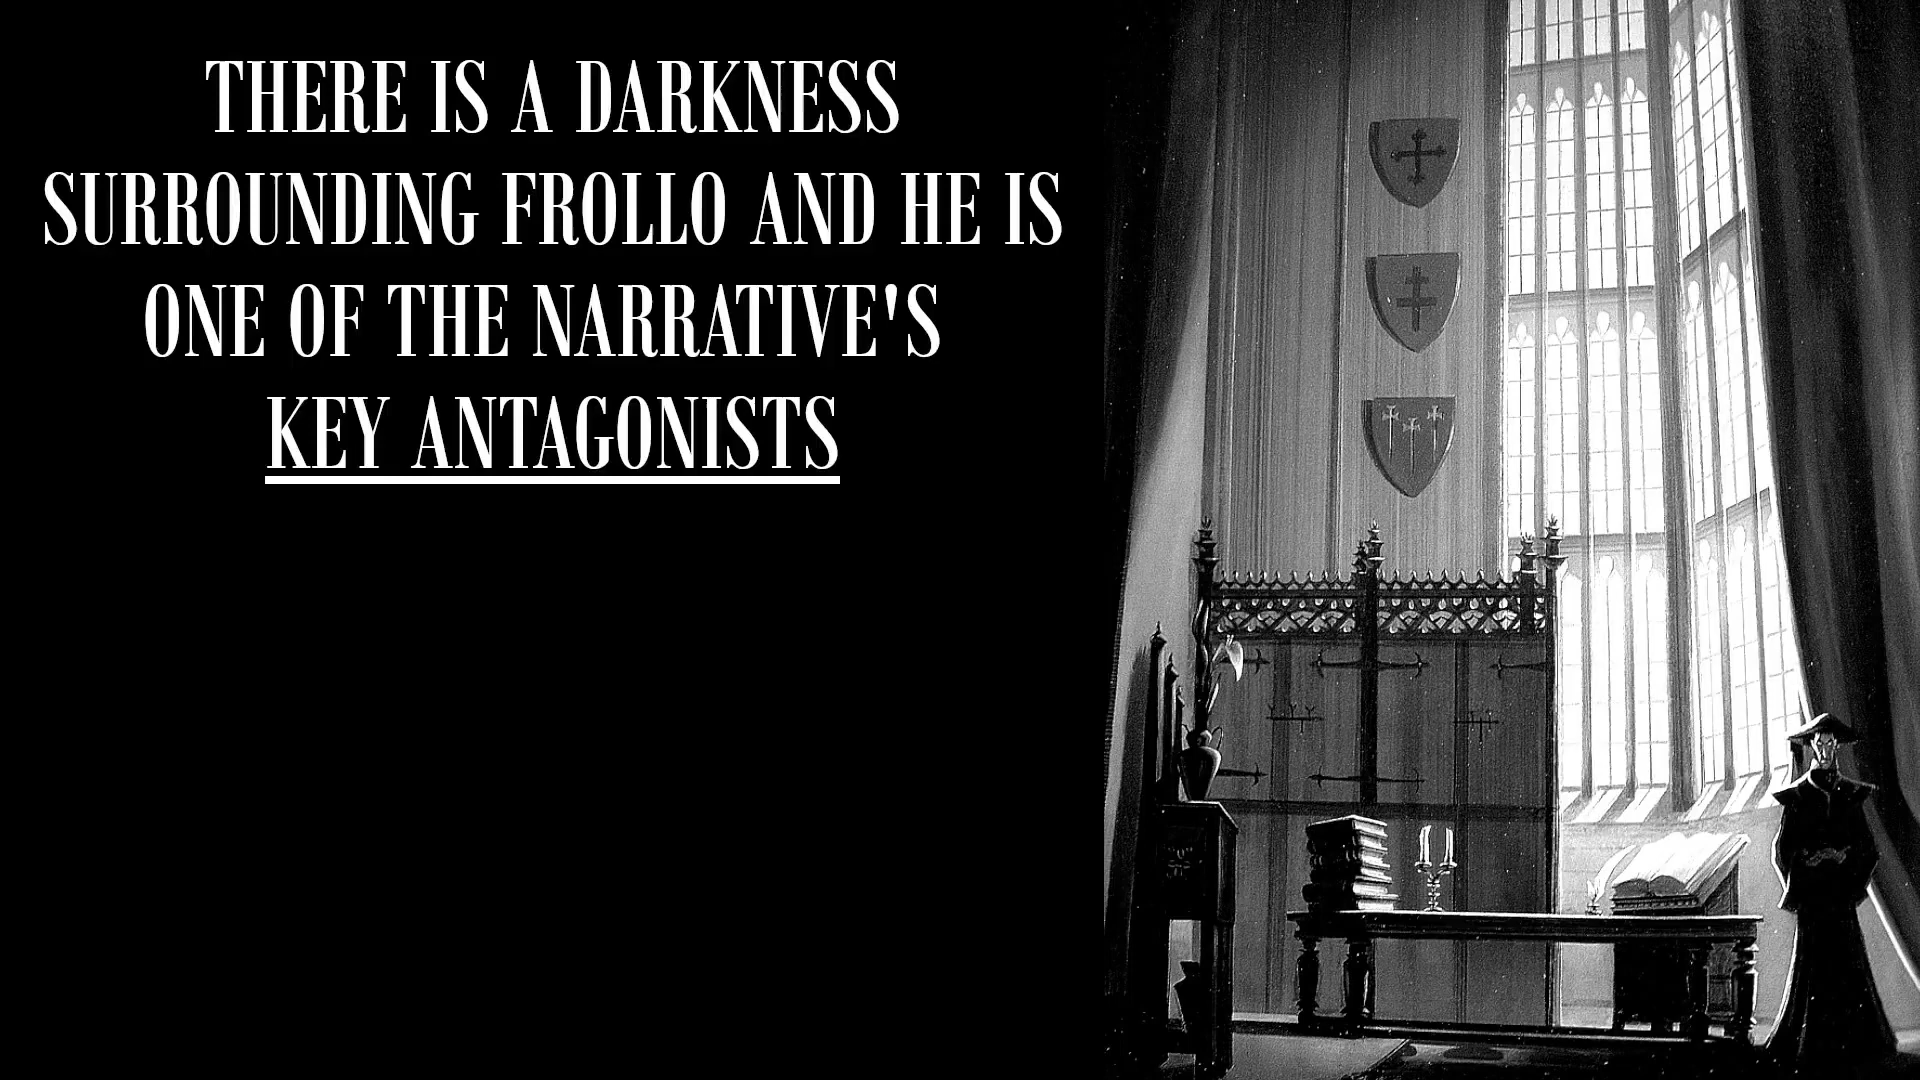 THERE IS A DARKNESS
SURROUNDING FROLLO AND HE IS
ONE OF THE NARRATIVE'S
KEY ANTAGONISTS